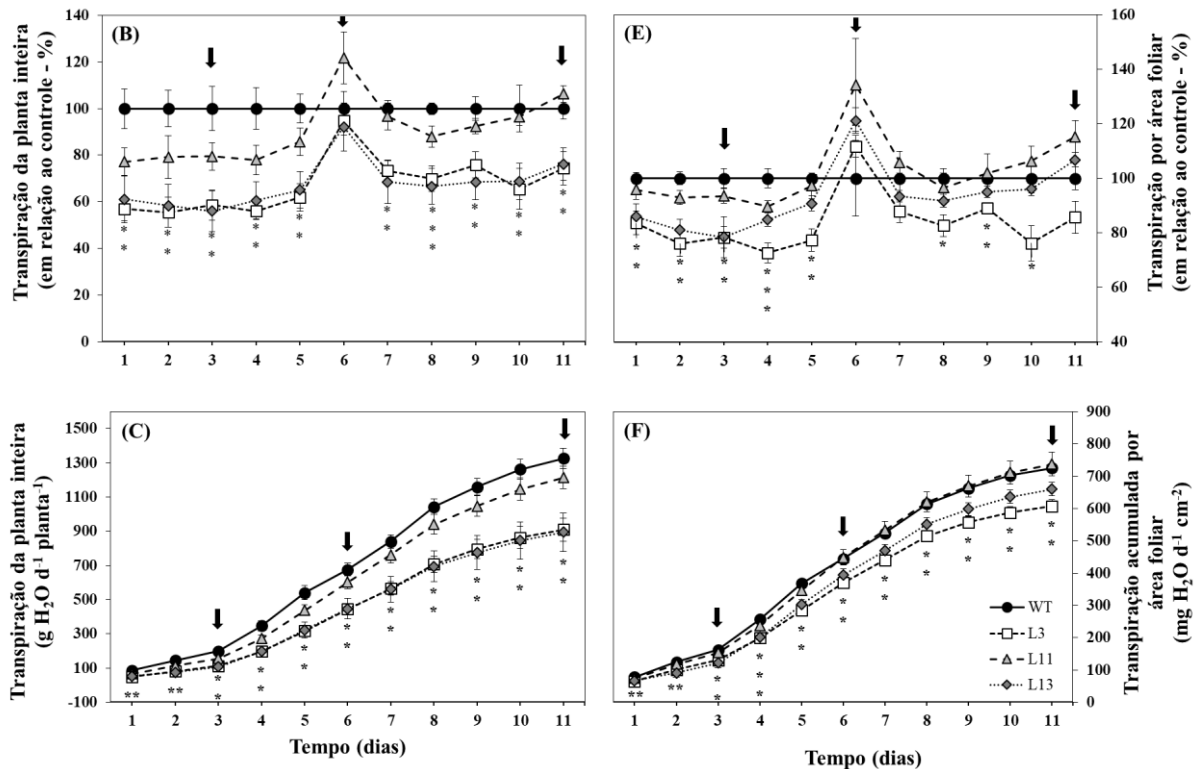 (B)
Transpiração da planta inteira
(em relação ao controle - %)
140
120
100
80
60
40
20
0
1 2 3 4 5 6 7 8 9 10 11
* * * * * * * * * * *
* * * * * * * * * * *
(E)
Transpiração por área foliar
(em relação ao controle - %)
160
140
120
100
80
60
40
1 2 3 4 5 6 7 8 9 10 11
* * * * * * * *
* * * * * *
*
(C)
Transpiração da planta inteira
(g H₂O d⁻¹ planta⁻¹)
1500
1300
1100
900
700
500
300
100
-100
** ** * * * * * * * * *
* * * * * * * * *
1 2 3 4 5 6 7 8 9 10 11
Tempo (dias)
(F)
Transpiração acumulada por
área foliar
(mg H₂O d⁻¹ cm⁻²)
900
800
700
600
500
400
300
200
100
0
WT
L3
L11
L13
** ** * * * * * * * * *
* * * * * * * * *
*
1 2 3 4 5 6 7 8 9 10 11
Tempo (dias)